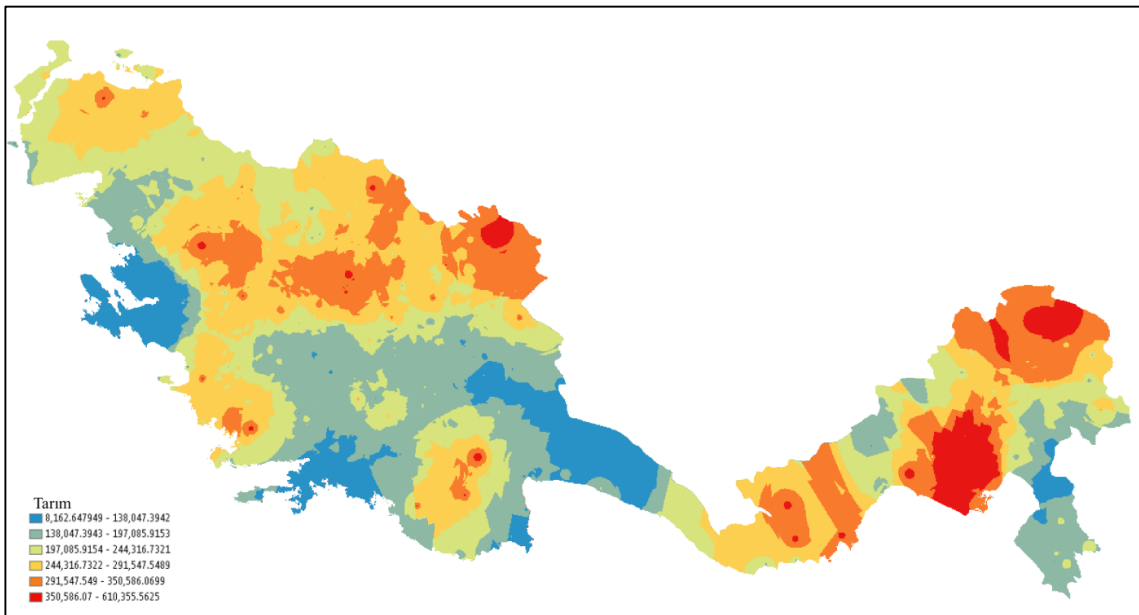 Tarım
8,162.647949 - 138,047.3942
138,047.3943 - 197,085.9153
197,085.9154 - 244,316.7321
244,316.7322 - 291,547.5489
291,547.549 - 350,586.0699
350,586.07 - 610,355.5625